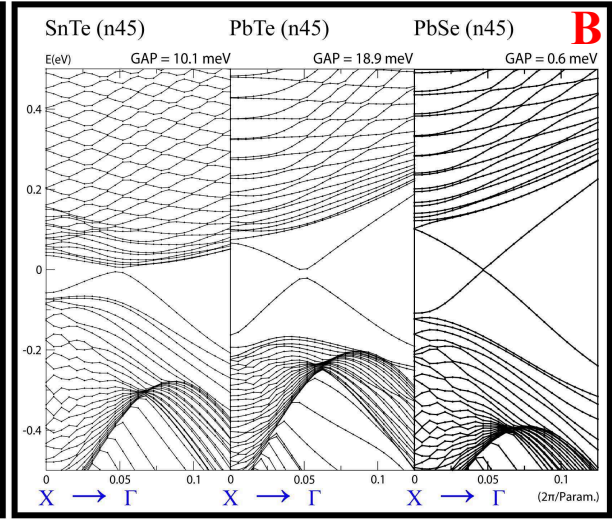 SnTe (n45) PbTe (n45) PbSe (n45) B
E(eV) GAP = 10.1 meV GAP = 18.9 meV GAP = 0.6 meV
0.4
0.2
0
-0.2
-0.4
0 0.05 0.1 0 0.05 0.1 0 0.05 0.1
X → Γ X → Γ X → Γ (2π/Param.)